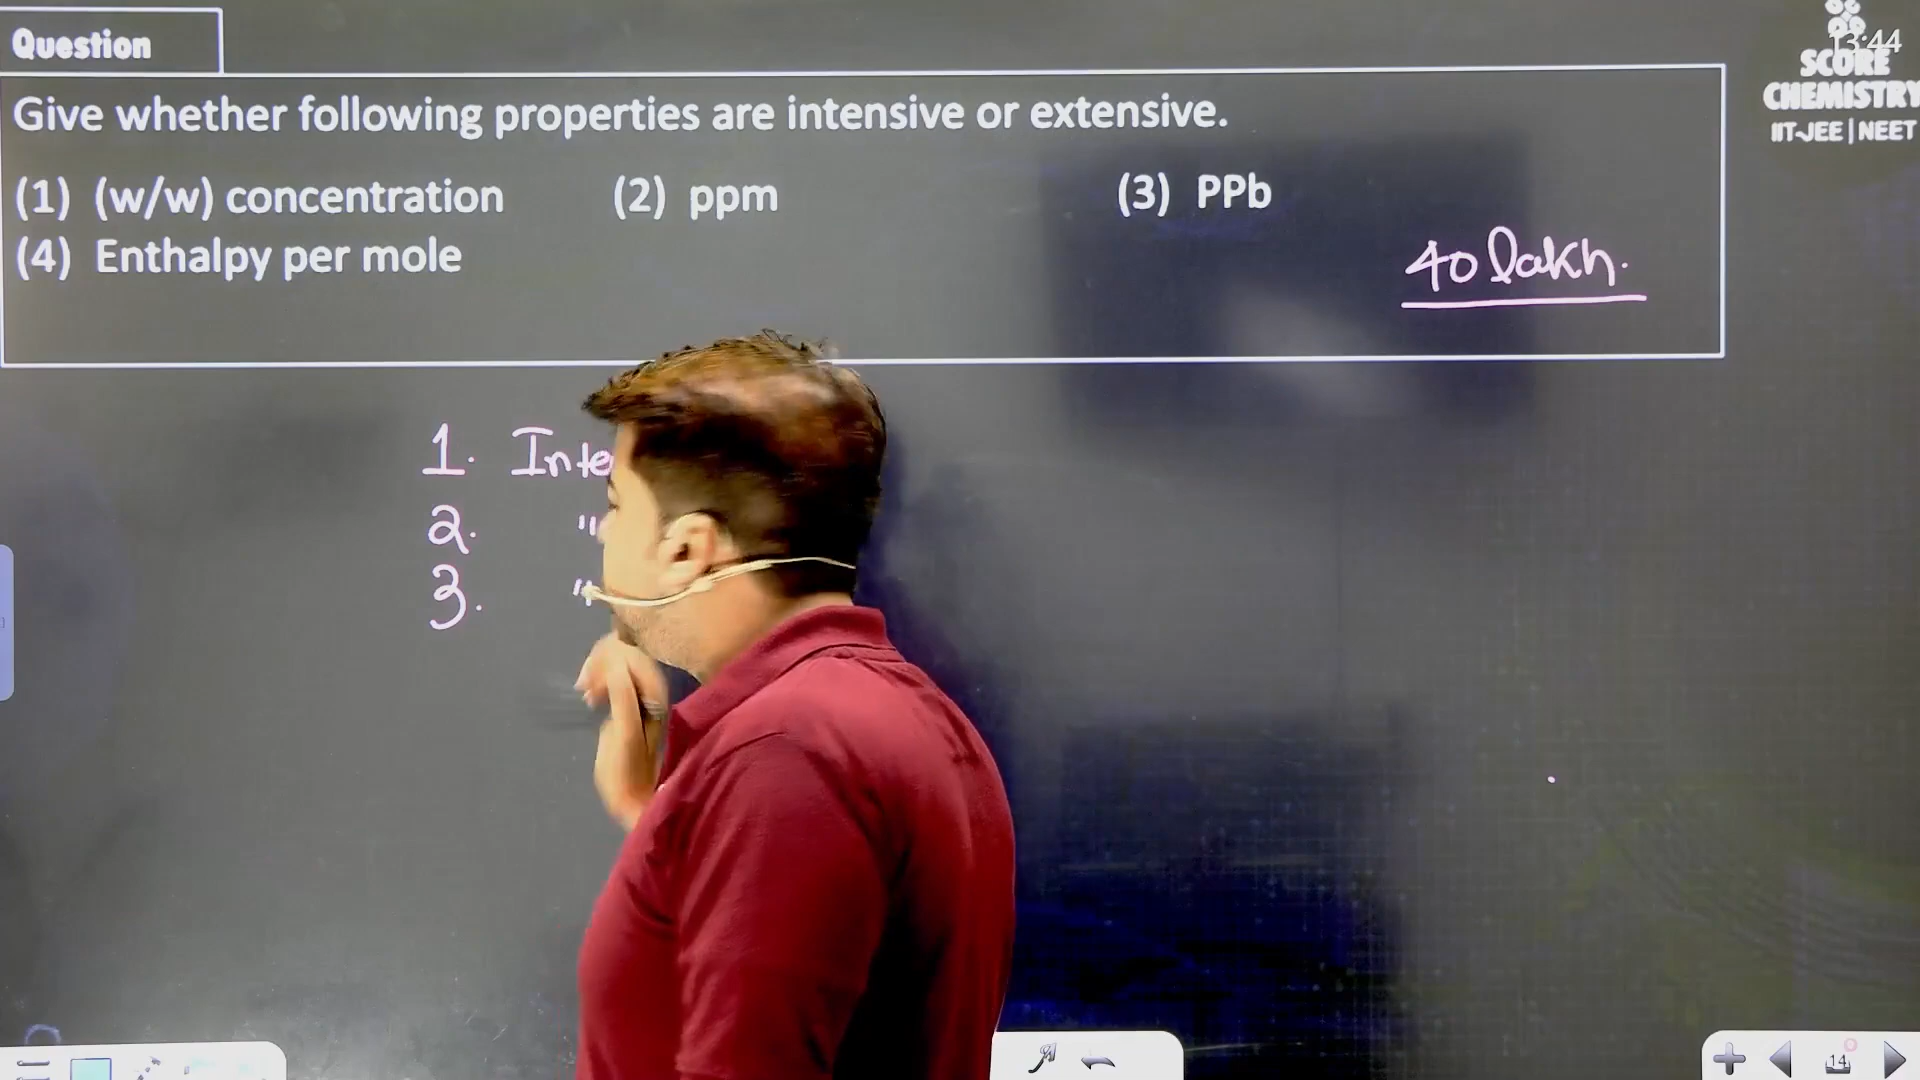 Question
13:44
SCORE
CHEMISTRY
IIT-JEE | NEET
Give whether following properties are intensive or extensive.
(1) (w/w) concentration (2) ppm (3) PPb
(4) Enthalpy per mole
40 lakh.
1. Inte
2. "
3. "
14